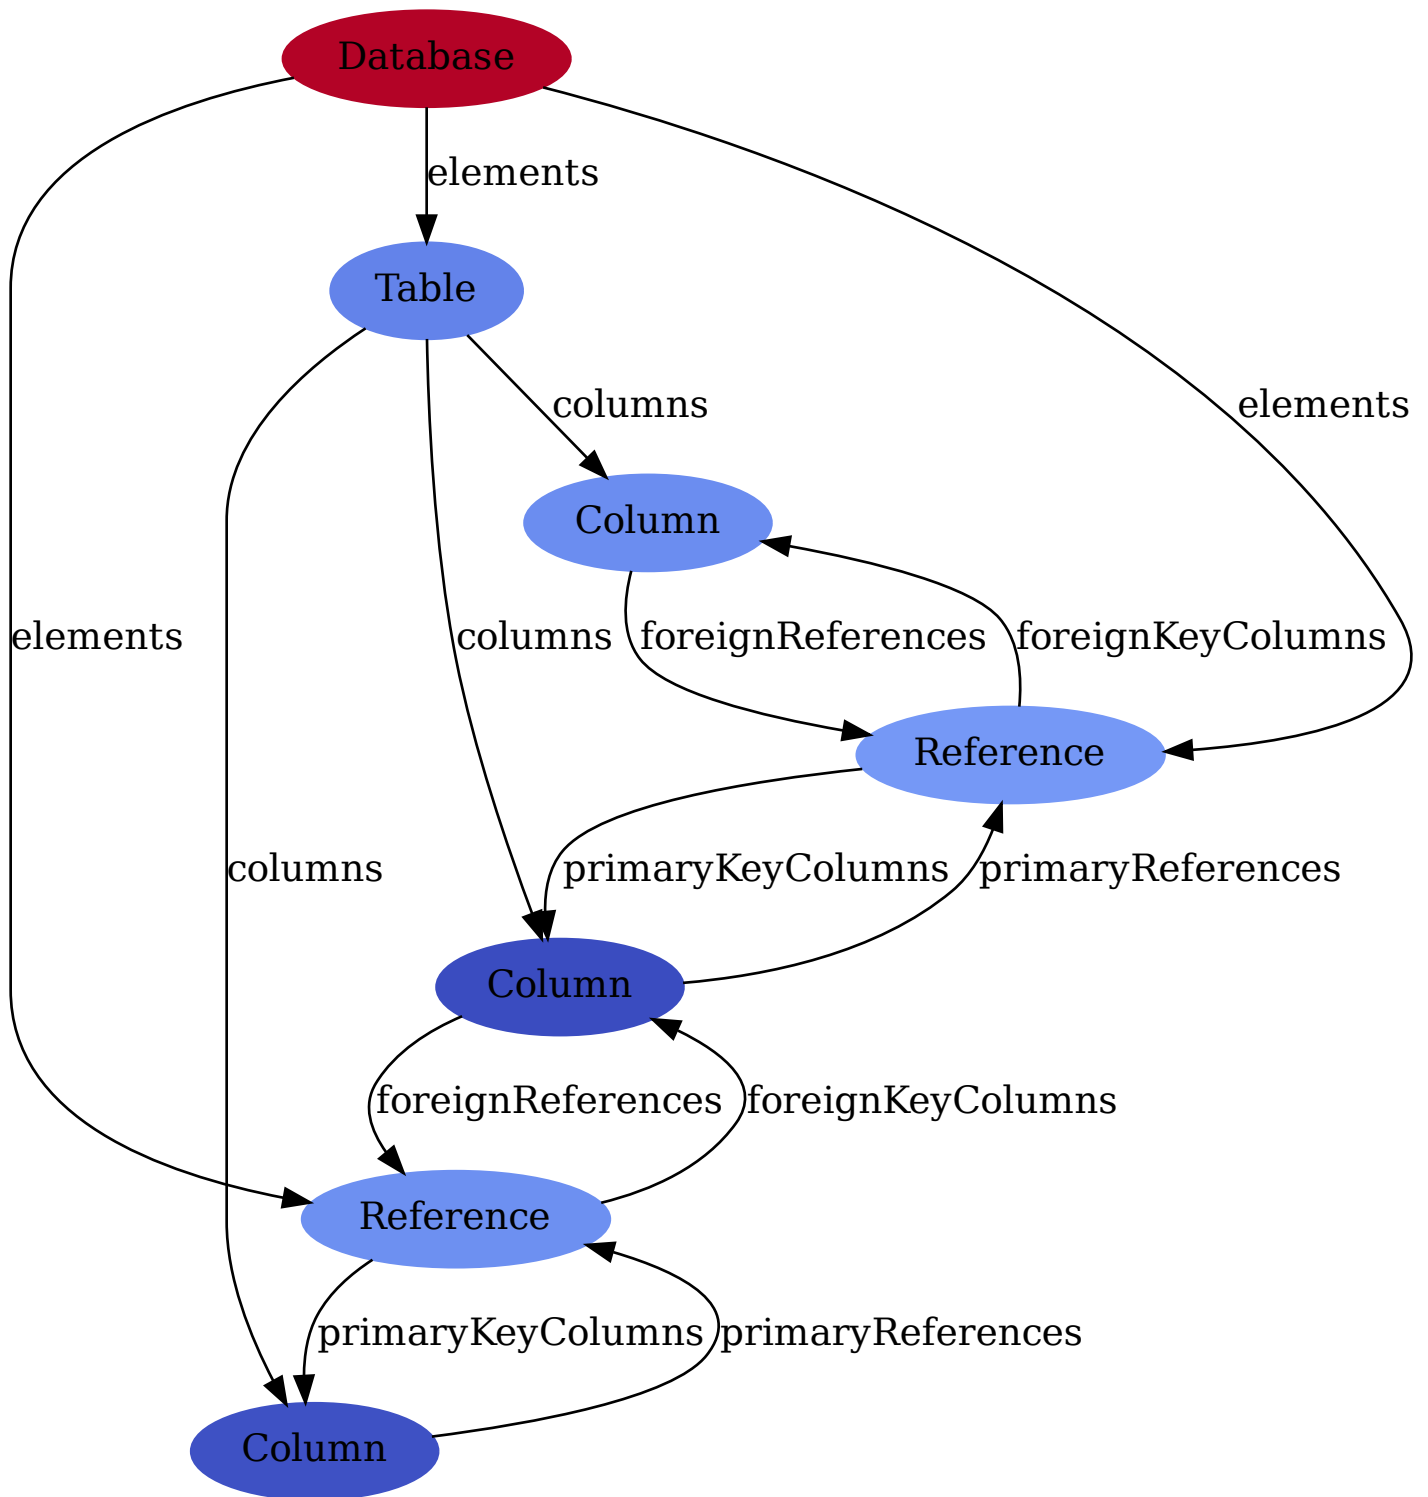 Database
elements
Table
columns
elements
Column
elements
columns
foreignReferences
foreignKeyColumns
Reference
columns
primaryKeyColumns
primaryReferences
Column
foreignReferences
foreignKeyColumns
Reference
primaryKeyColumns
primaryReferences
Column